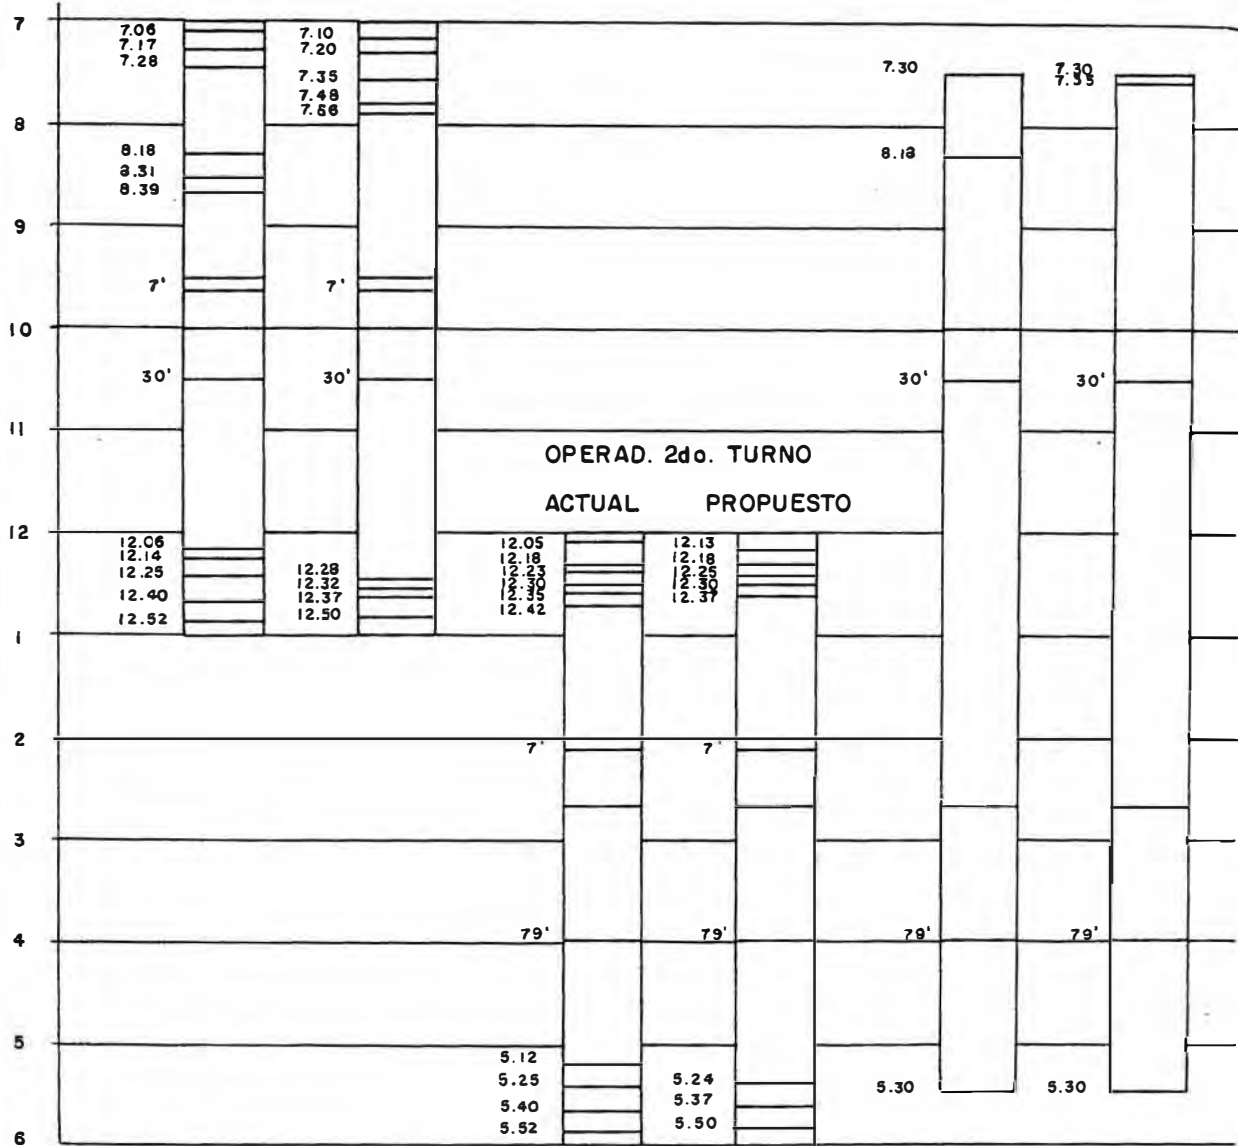 7
7.06 7.10
7.17 7.20
7.28 7.35
7.48
7.56
7.30 7.30
7.35
8
8.18 8.18
8.31
8.39
9
7' 7'
10
30' 30' 30' 30'
11
OPERAD. 2do. TURNO
ACTUAL PROPUESTO
12
12.06 12.05 12.13
12.14 12.18 12.18
12.25 12.28 12.23 12.25
12.32 12.30 12.30
12.40 12.37 12.35 12.37
12.52 12.50 12.42
1
2
7' 7'
3
4
79' 79' 79' 79'
5
5.12
5.25 5.24 5.30 5.30
5.40 5.37
5.52 5.50
6